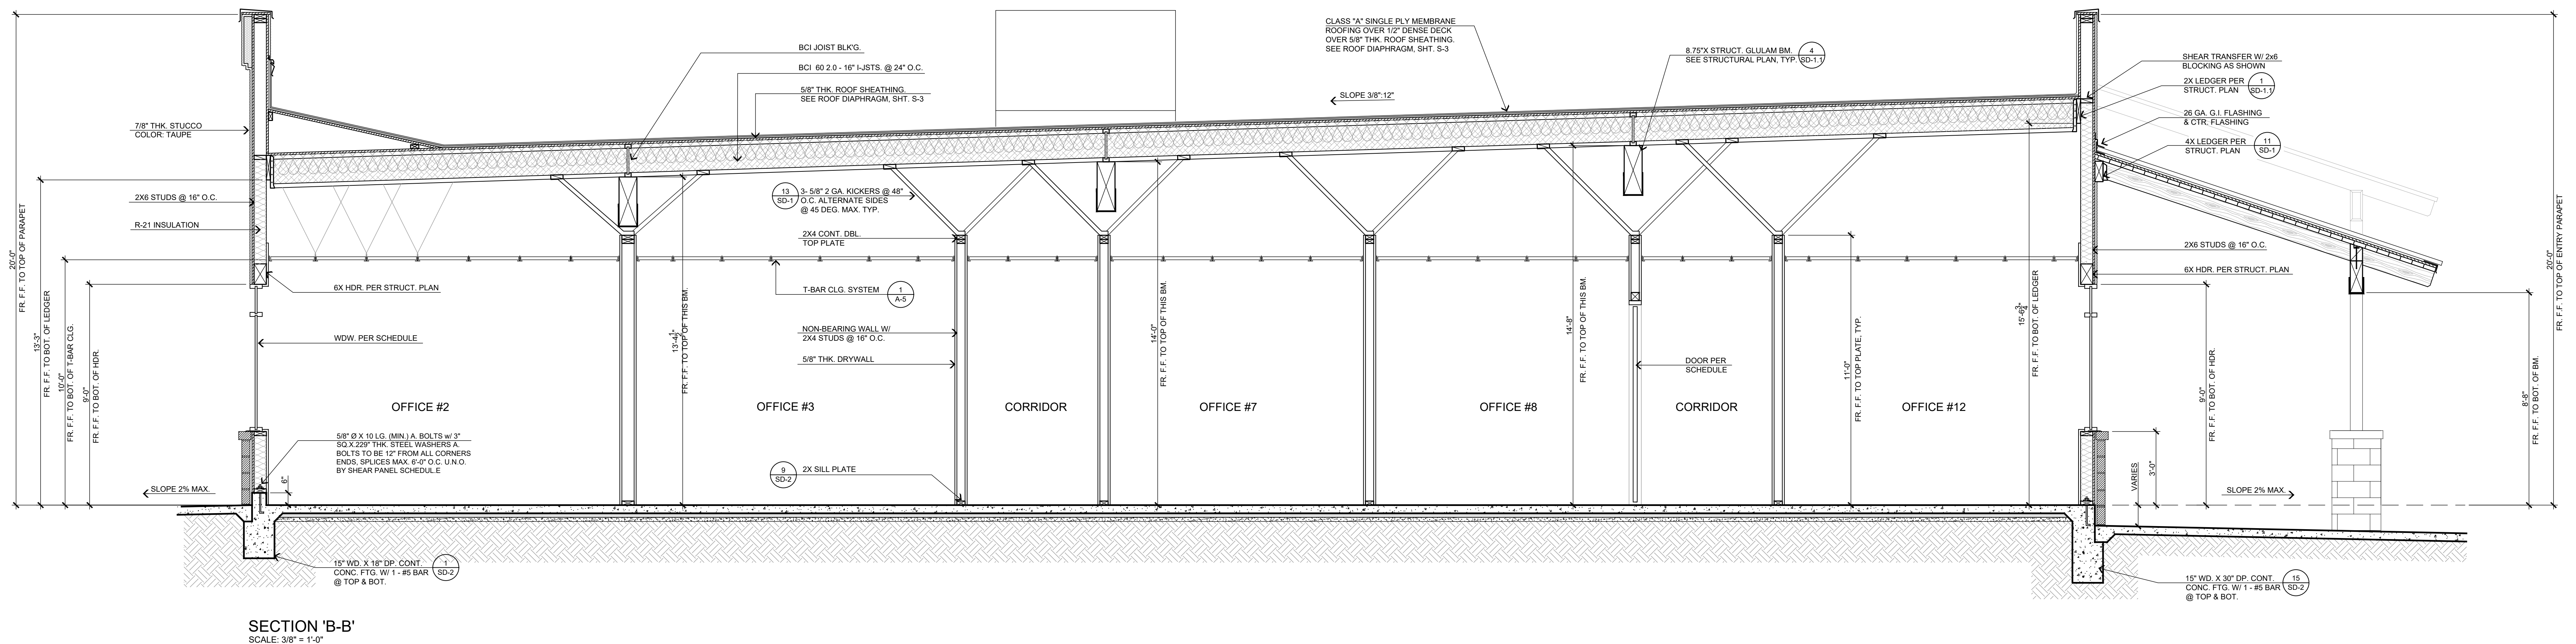 20'-0"
FR. F.F. TO TOP OF PARAPET
13'-3"
FR. F.F. TO BOT. OF LEDGER
10'-0"
FR. F.F. TO BOT. OF T-BAR CLG.
9'-0"
FR. F.F. TO BOT. OF HDR.
7/8" THK. STUCCO
COLOR: TAUPE
2X6 STUDS @ 16" O.C.
R-21 INSULATION
SLOPE 2% MAX.
6"
BCI JOIST BLK'G.
BCI 60 2.0 - 16" I-JSTS. @ 24" O.C.
5/8" THK. ROOF SHEATHING.
SEE ROOF DIAPHRAGM, SHT. S-3
6X HDR. PER STRUCT. PLAN
WDW. PER SCHEDULE
OFFICE #2
5/8" Ø X 10 LG. (MIN.) A. BOLTS w/ 3"
SQ.X.229" THK. STEEL WASHERS A.
BOLTS TO BE 12" FROM ALL CORNERS
ENDS, SPLICES MAX. 6'-0" O.C. U.N.O.
BY SHEAR PANEL SCHEDUL.E
15" WD. X 18" DP. CONT.
CONC. FTG. W/ 1 - #5 BAR
@ TOP & BOT.
1
SD-2
13'-4 1/2"
FR. F.F. TO TOP OF THIS BM.
13
SD-1
3- 5/8" 2 GA. KICKERS @ 48"
O.C. ALTERNATE SIDES
@ 45 DEG. MAX. TYP.
2X4 CONT. DBL.
TOP PLATE
T-BAR CLG. SYSTEM
1
A-5
NON-BEARING WALL W/
2X4 STUDS @ 16" O.C.
5/8" THK. DRYWALL
OFFICE #3
9
SD-2
2X SILL PLATE
CORRIDOR
14'-0"
FR. F.F. TO TOP OF THIS BM.
OFFICE #7
CLASS "A" SINGLE PLY MEMBRANE
ROOFING OVER 1/2" DENSE DECK
OVER 5/8" THK. ROOF SHEATHING.
SEE ROOF DIAPHRAGM, SHT. S-3
SLOPE 3/8":12"
OFFICE #8
14'-8"
FR. F.F. TO TOP OF THIS BM.
8.75"X STRUCT. GLULAM BM.
SEE STRUCTURAL PLAN, TYP.
4
SD-1.1
DOOR PER
SCHEDULE
CORRIDOR
11'-0"
FR. F.F. TO TOP PLATE, TYP.
OFFICE #12
15'-6 3/4"
FR. F.F. TO BOT. OF LEDGER
SHEAR TRANSFER W/ 2x6
BLOCKING AS SHOWN
2X LEDGER PER
STRUCT. PLAN
1
SD-1.1
26 GA. G.I. FLASHING
& CTR. FLASHING
4X LEDGER PER
STRUCT. PLAN
11
SD-1
2X6 STUDS @ 16" O.C.
6X HDR. PER STRUCT. PLAN
9'-0"
FR. F.F. TO BOT. OF HDR.
VARIES
3'-0"
SLOPE 2% MAX.
15" WD. X 30" DP. CONT.
CONC. FTG. W/ 1 - #5 BAR
@ TOP & BOT.
15
SD-2
8'-8"
FR. F.F. TO BOT. OF BM.
20'-0"
FR. F.F. TO TOP OF ENTRY PARAPET
SECTION 'B-B'
SCALE: 3/8" = 1'-0"